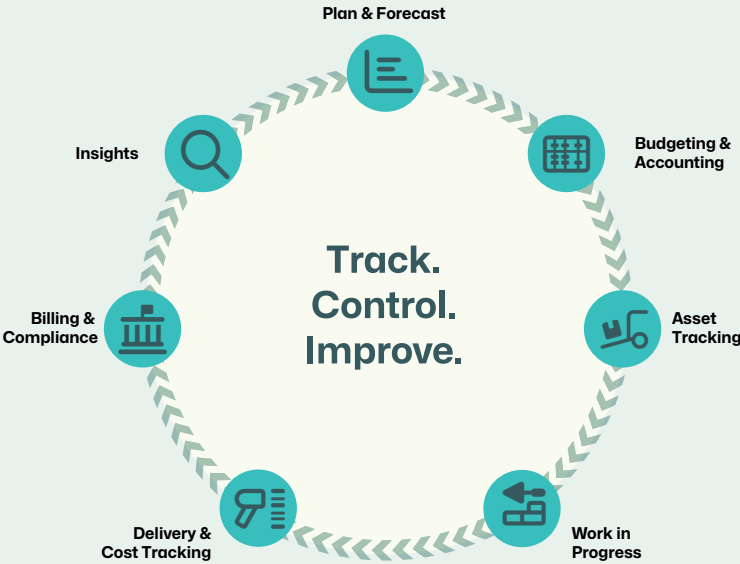 Plan & Forecast
Budgeting &
Accounting
Asset
Tracking
Work in
Progress
Delivery &
Cost Tracking
Billing &
Compliance
Insights
Track.
Control.
Improve.